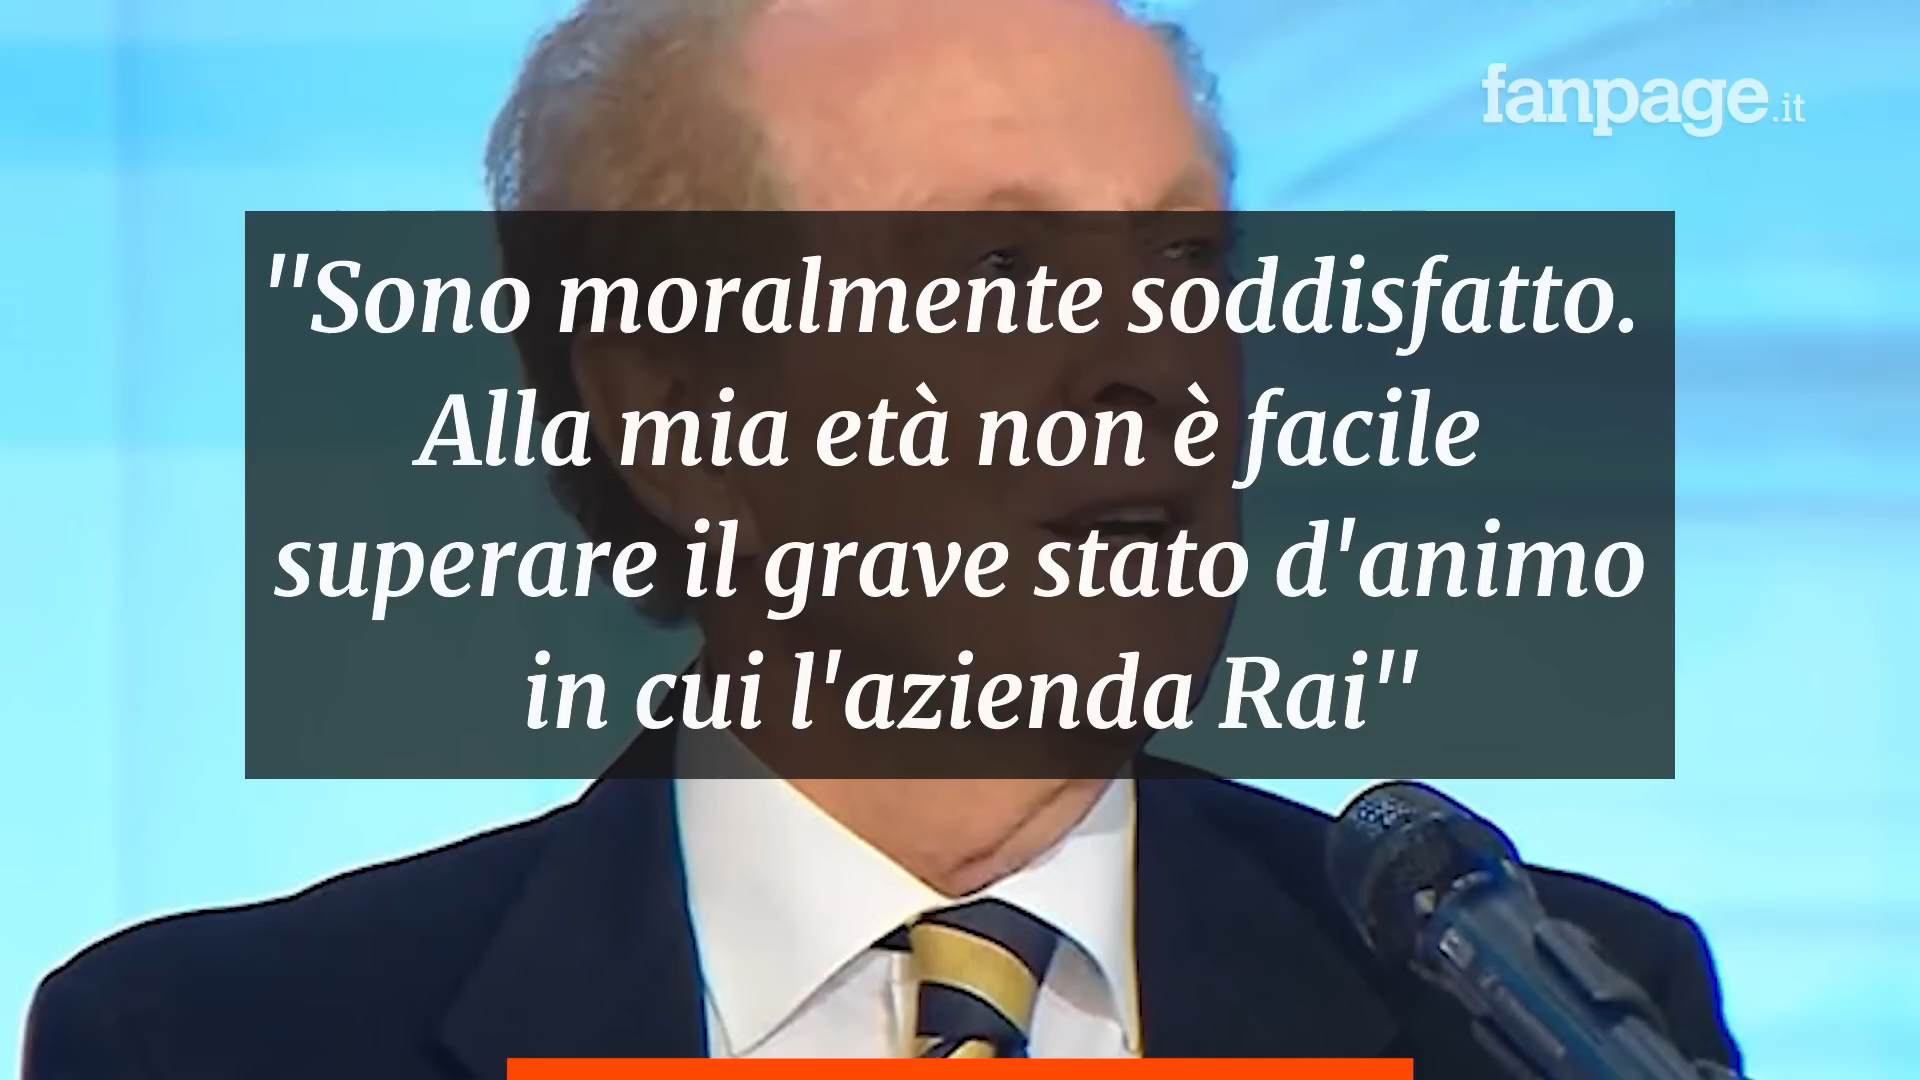 fanpage.it
"Sono moralmente soddisfatto.
Alla mia età non è facile
superare il grave stato d'animo
in cui l'azienda Rai"